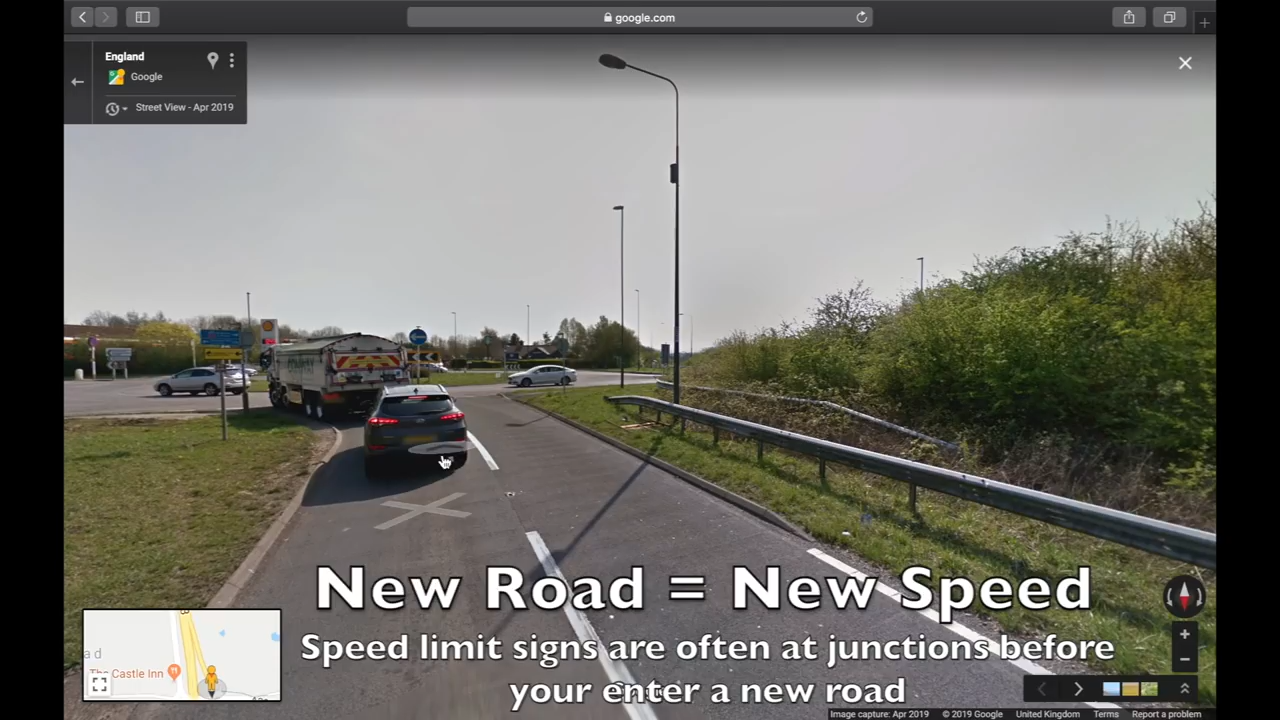 google.com
England
Google
Street View - Apr 2019
New Road = New Speed
Speed limit signs are often at junctions before
your enter a new road
The Castle Inn
Image capture: Apr 2019 © 2019 Google United Kingdom Terms Report a problem